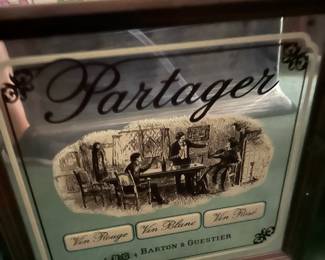 Partager
Vin Rouge Vin Blanc Vin Rosé
BARTON & GUESTIER